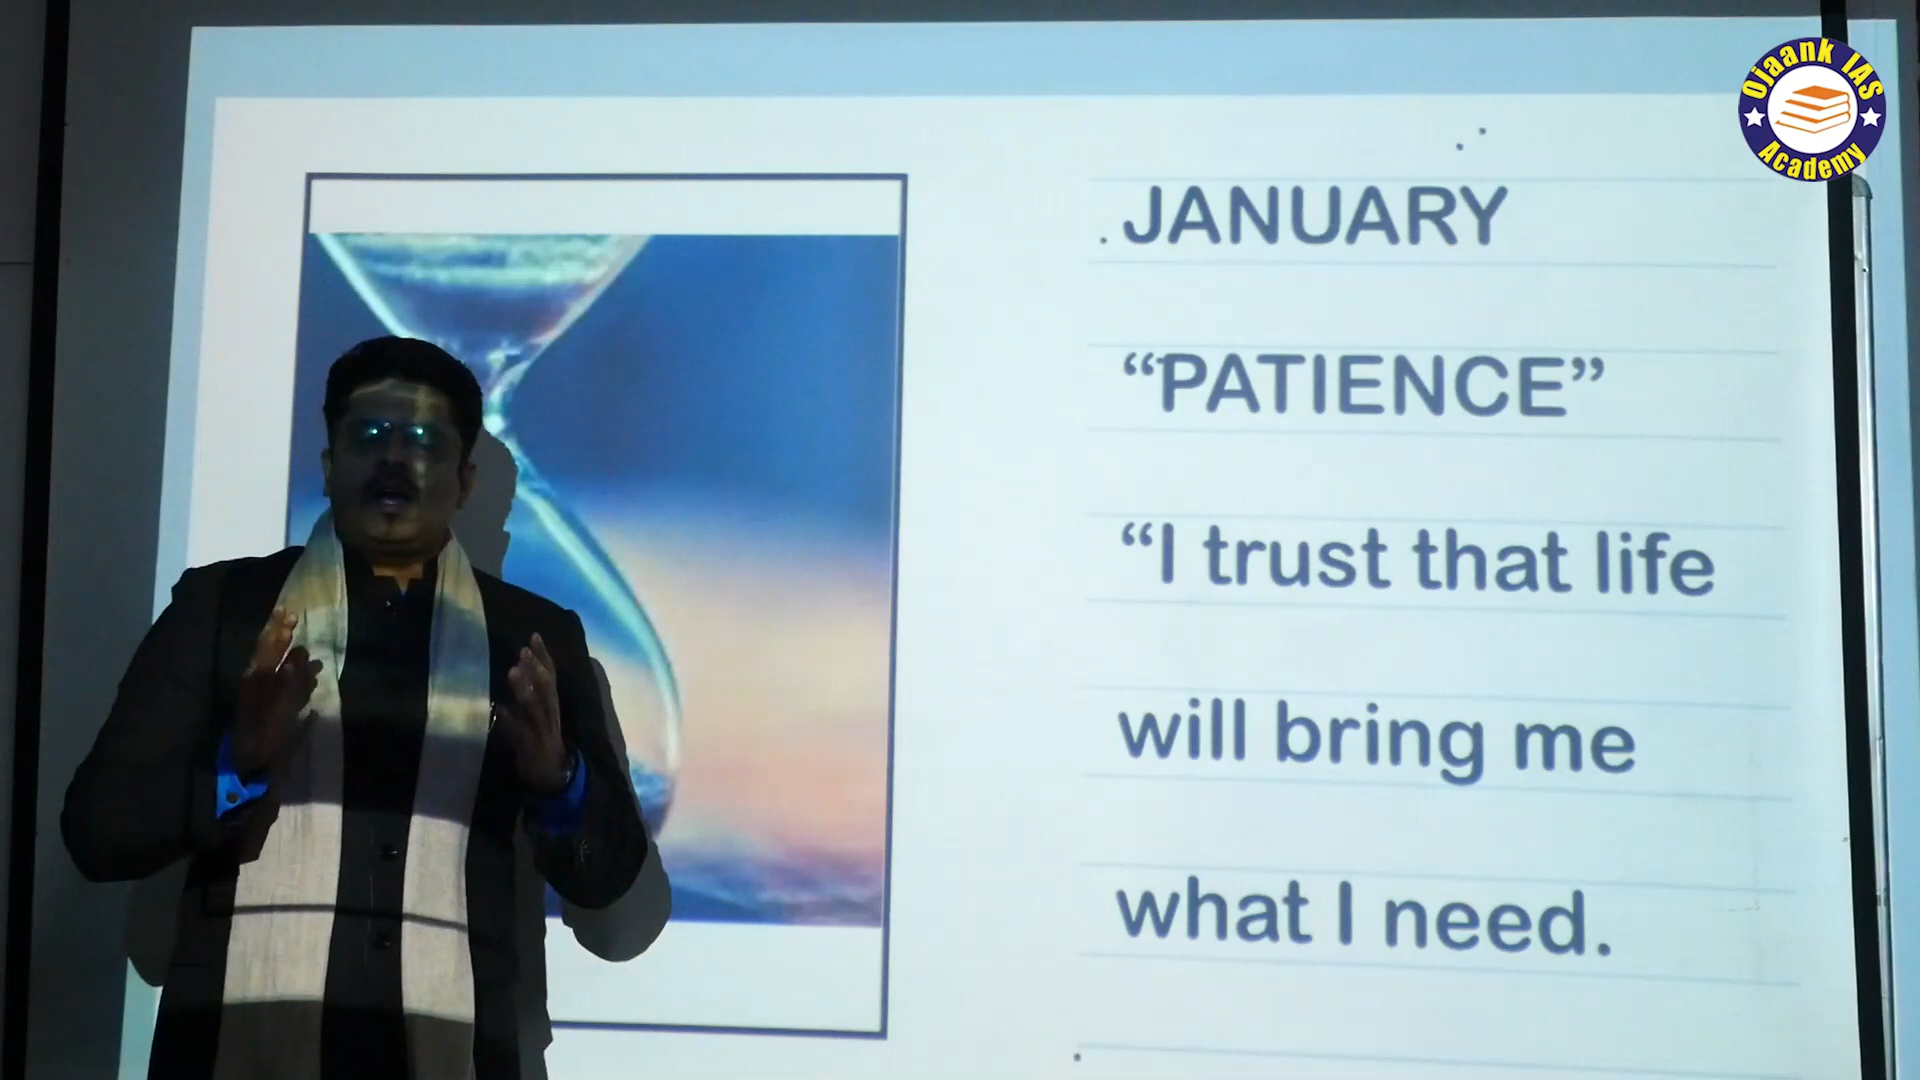 Ojaank IAS
Academy
JANUARY
“PATIENCE”
“I trust that life
will bring me
what I need.